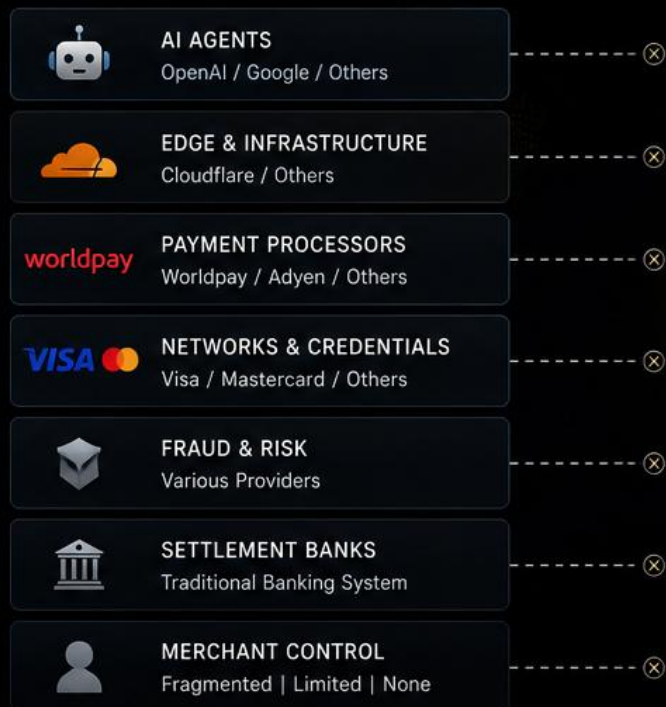 AI AGENTS
OpenAI / Google / Others
EDGE & INFRASTRUCTURE
Cloudflare / Others
worldpay
PAYMENT PROCESSORS
Worldpay / Adyen / Others
VISA
NETWORKS & CREDENTIALS
Visa / Mastercard / Others
FRAUD & RISK
Various Providers
SETTLEMENT BANKS
Traditional Banking System
MERCHANT CONTROL
Fragmented | Limited | None